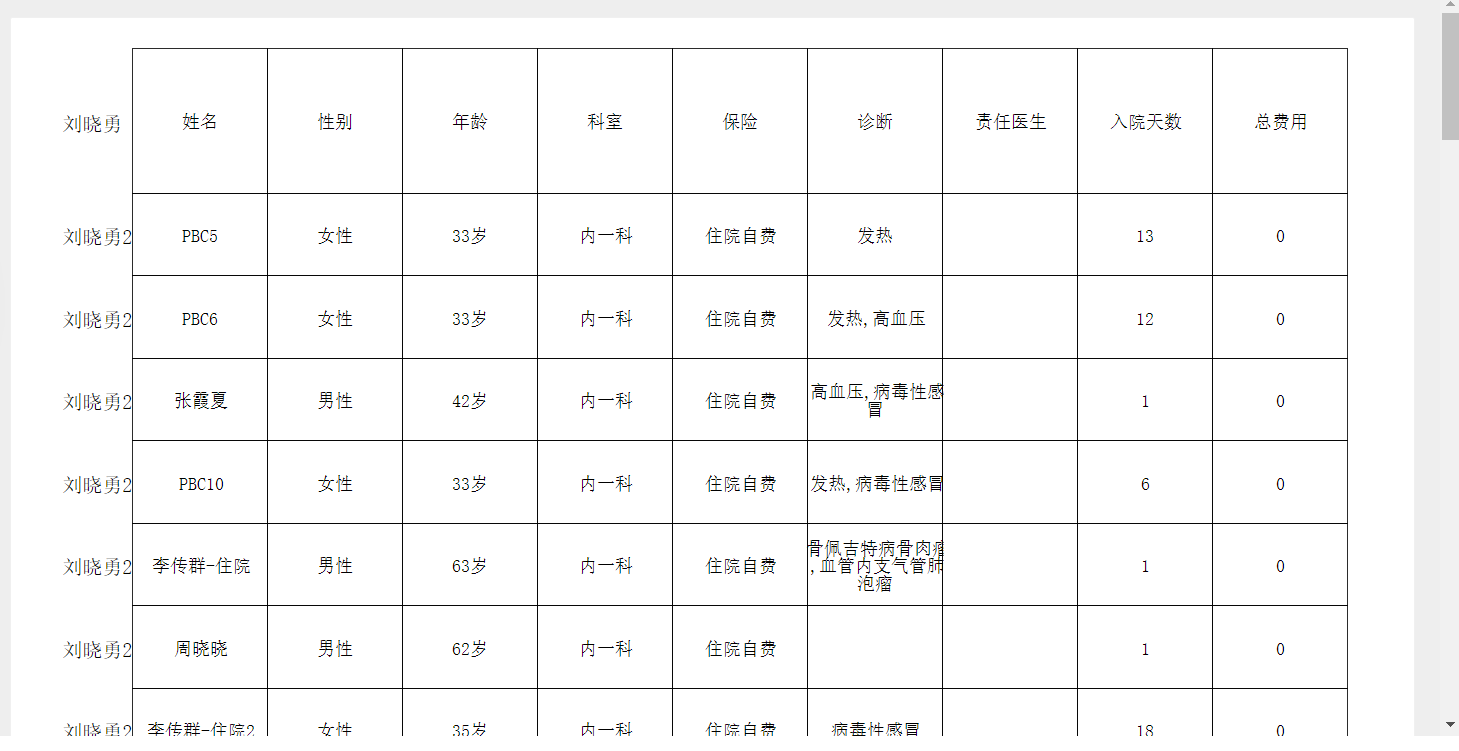 刘晓勇 姓名 性别 年龄 科室 保险 诊断 责任医生 入院天数 总费用
刘晓勇2 PBC5 女性 33岁 内一科 住院自费 发热 13 0
刘晓勇2 PBC6 女性 33岁 内一科 住院自费 发热,高血压 12 0
刘晓勇2 张霞夏 男性 42岁 内一科 住院自费 高血压,病毒性感
冒 1 0
刘晓勇2 PBC10 女性 33岁 内一科 住院自费 发热,病毒性感冒 6 0
刘晓勇2 李传群-住院 男性 63岁 内一科 住院自费 骨佩吉特病骨肉瘤
,血管内支气管肺
泡瘤 1 0
刘晓勇2 周晓晓 男性 62岁 内一科 住院自费 1 0
刘晓勇2 李传群-住院2 女性 35岁 内一科 住院自费 病毒性感冒 18 0